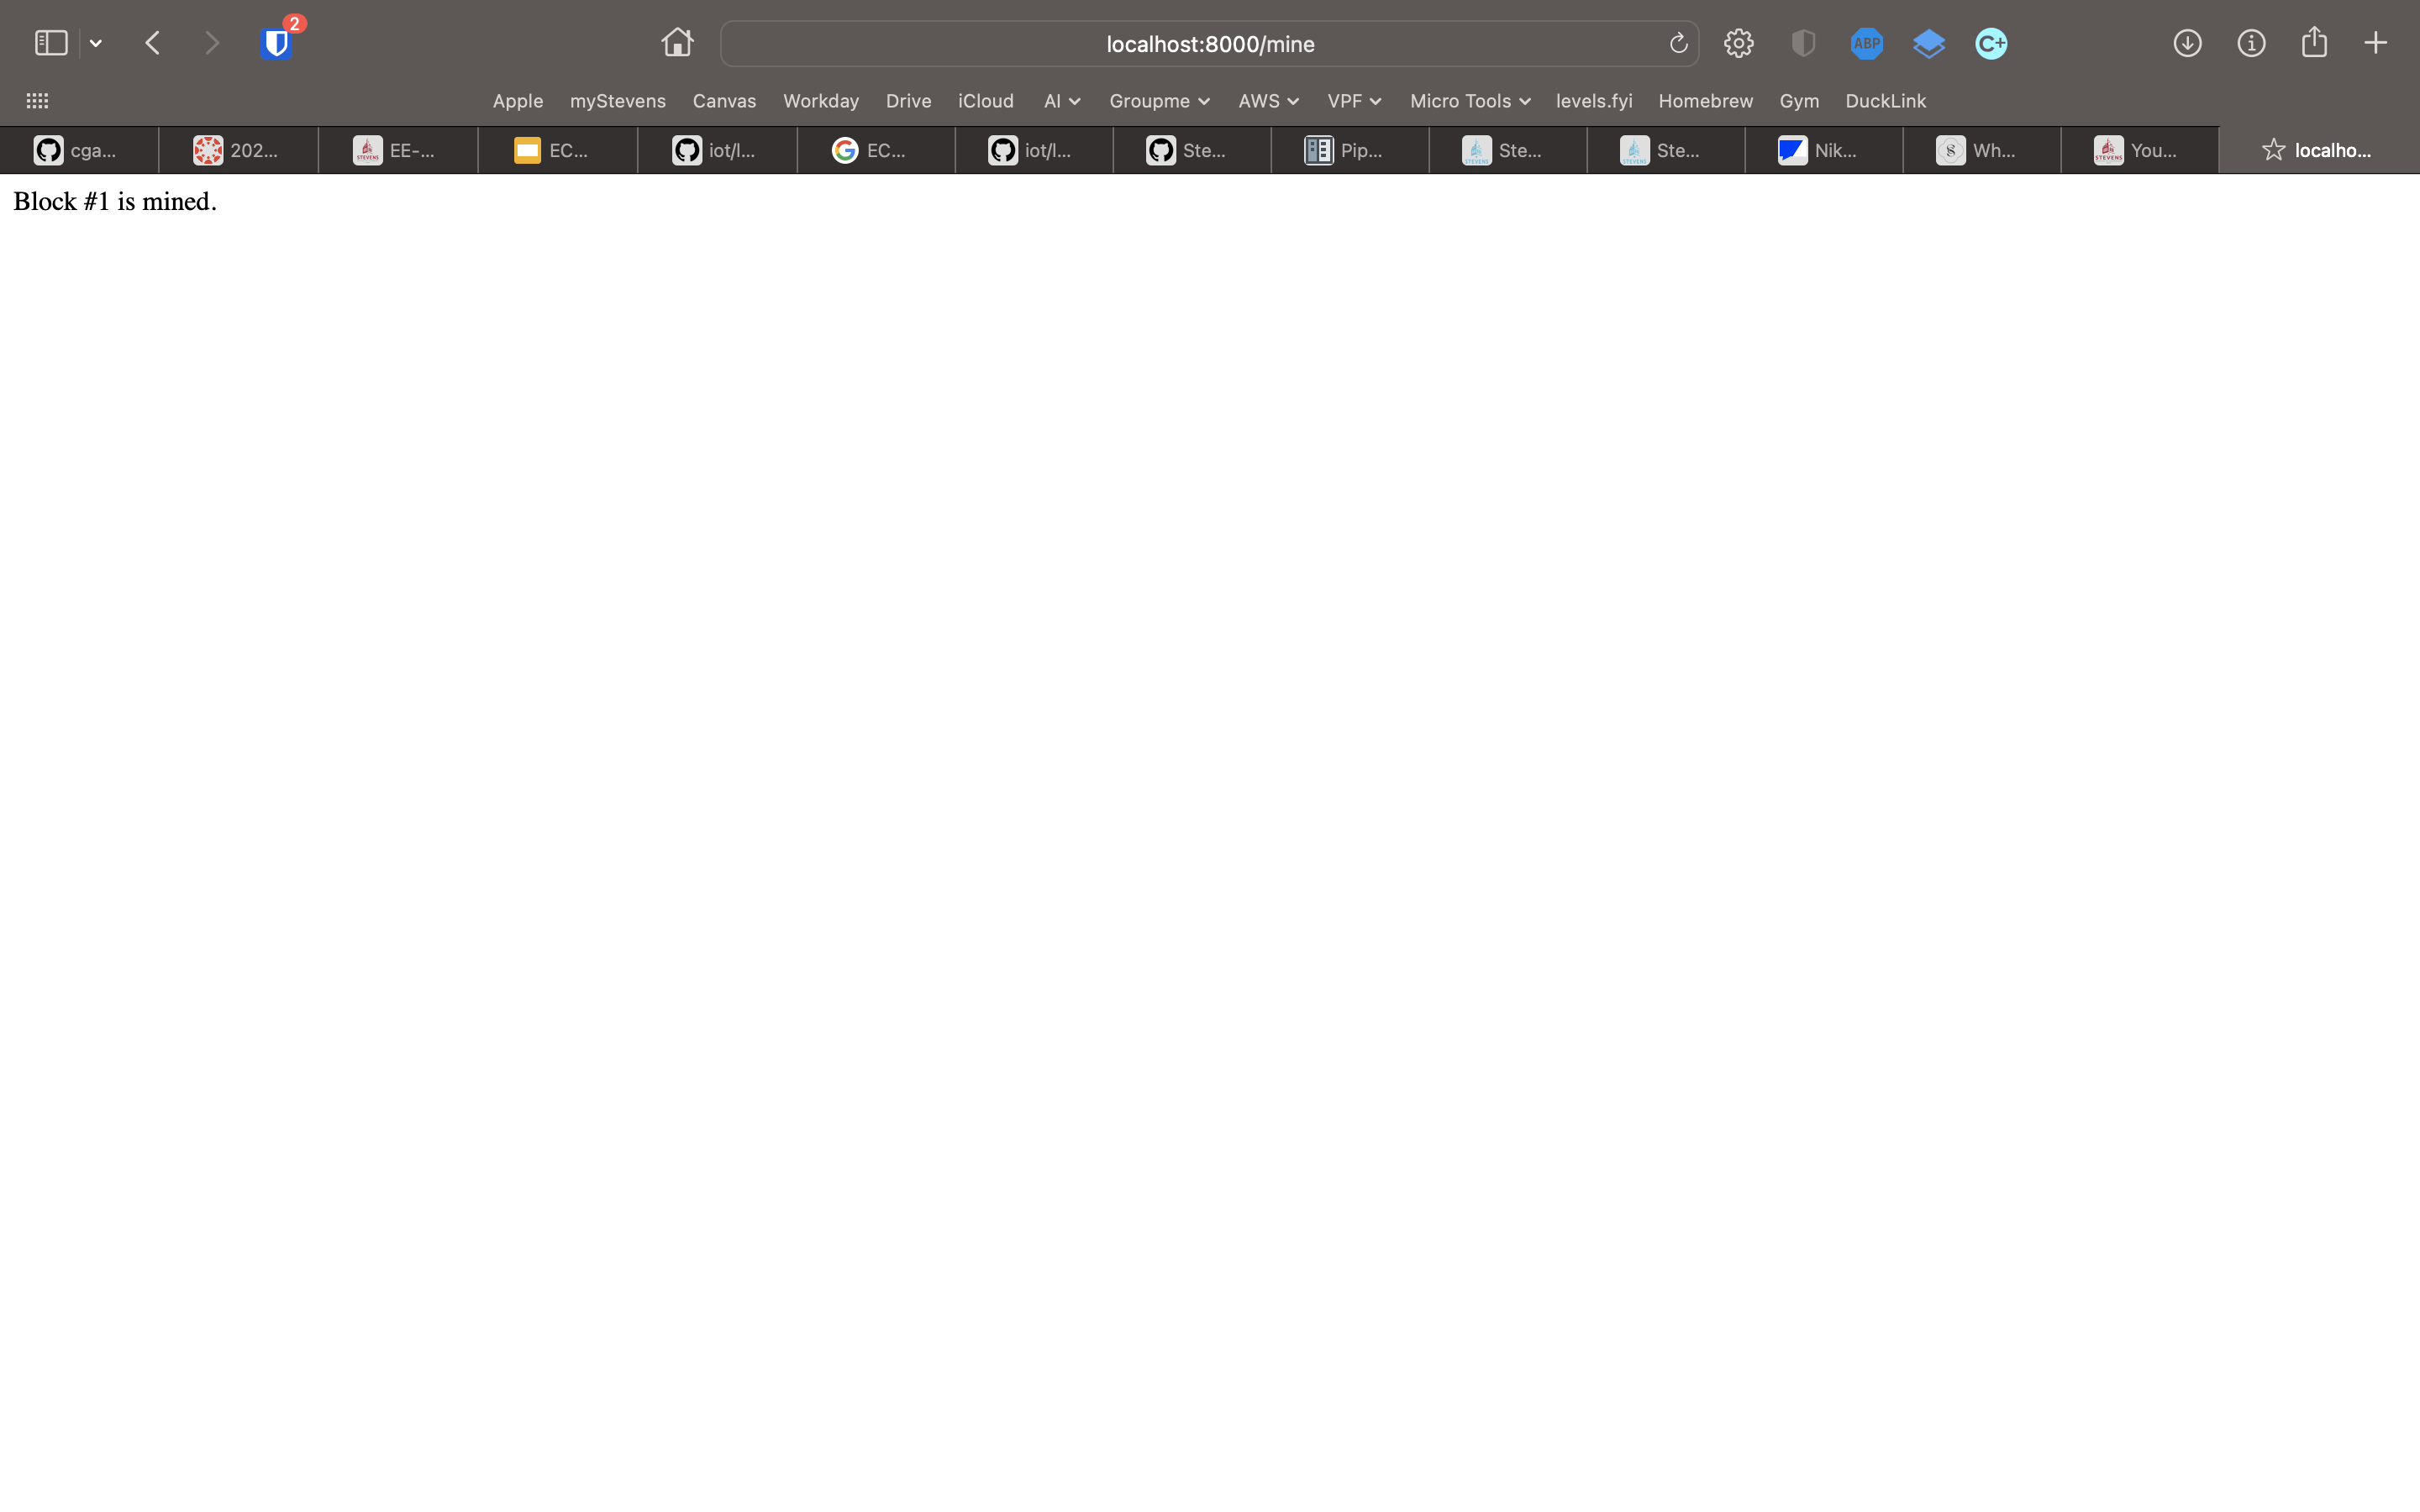 2
localhost:8000/mine
ABP
C+
Apple myStevens Canvas Workday Drive iCloud AI Groupme AWS VPF Micro Tools levels.fyi Homebrew Gym DuckLink
cga... 202... EE-... EC... iot/l... EC... iot/l... Ste... Pip... Ste... Ste... Nik... Wh... You... localho...
Block #1 is mined.